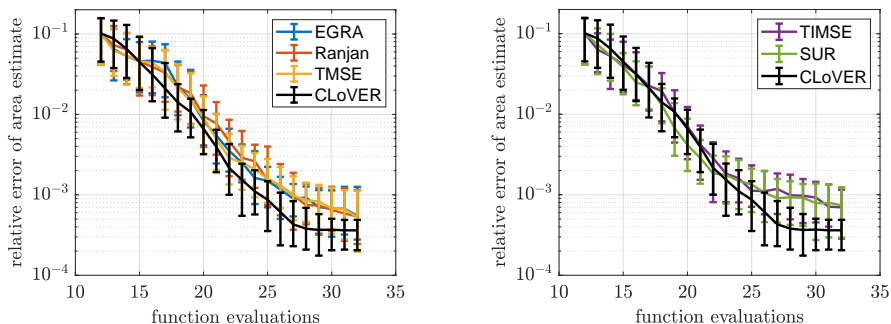 relative error of area estimate
10⁻¹
10⁻²
10⁻³
10⁻⁴
EGRA
Ranjan
TMSE
CLoVER
10 15 20 25 30 35
function evaluations
relative error of area estimate
10⁻¹
10⁻²
10⁻³
10⁻⁴
TIMSE
SUR
CLoVER
10 15 20 25 30 35
function evaluations